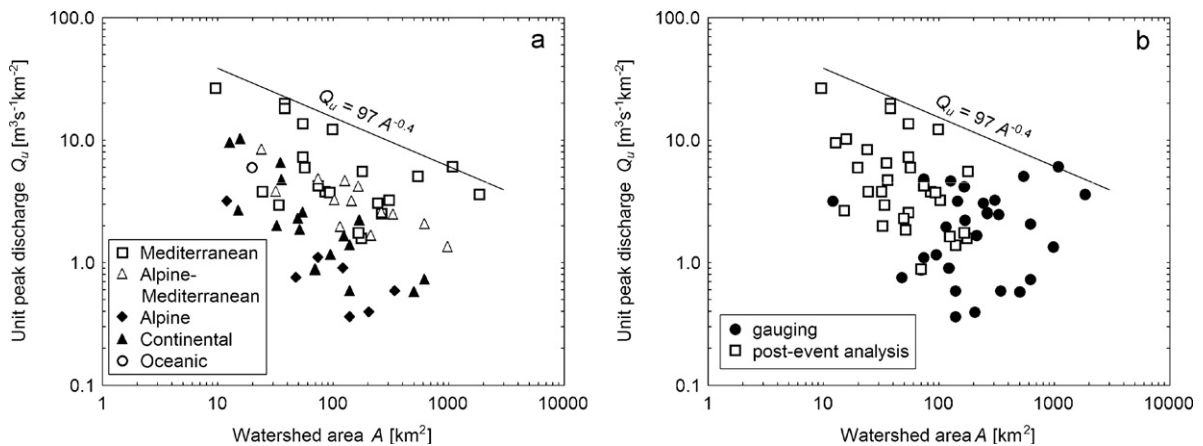 100.0
10.0
1.0
0.1
Unit peak discharge Qu [m³s⁻¹km⁻²]
a
Qu = 97 A⁻⁰·⁴
Mediterranean
Alpine-
Mediterranean
Alpine
Continental
Oceanic
1 10 100 1000 10000
Watershed area A [km²]
100.0
10.0
1.0
0.1
Unit peak discharge Qu [m³s⁻¹km⁻²]
b
Qu = 97 A⁻⁰·⁴
gauging
post-event analysis
1 10 100 1000 10000
Watershed area A [km²]